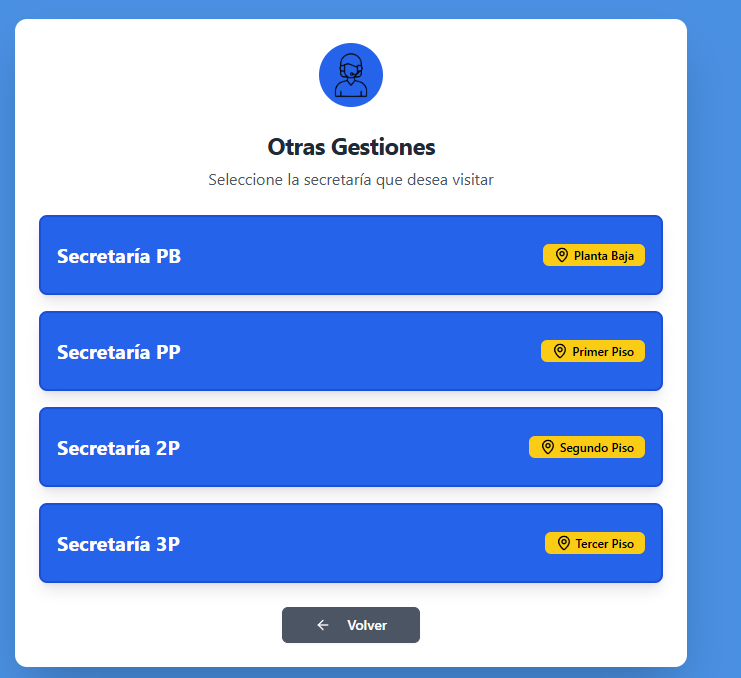 Otras Gestiones
Seleccione la secretaría que desea visitar
Secretaría PB
Planta Baja
Secretaría PP
Primer Piso
Secretaría 2P
Segundo Piso
Secretaría 3P
Tercer Piso
Volver